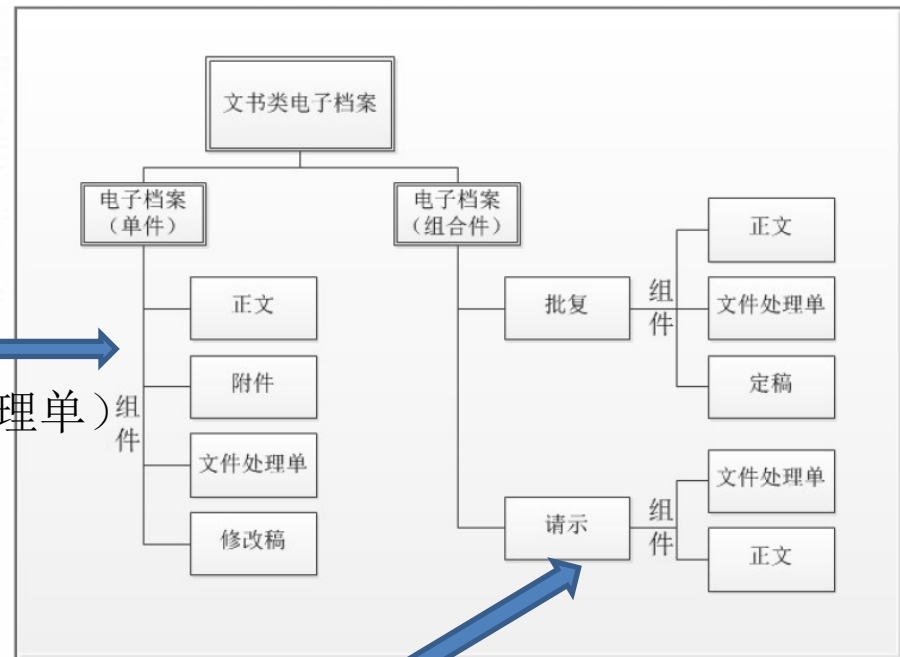 文书类电子档案
电子档案
（单件）
电子档案
（组合件）
正文
附件
文件处理单
修改稿
组
件
理单）
批复
组
件
正文
文件处理单
定稿
请示
组
件
文件处理单
正文